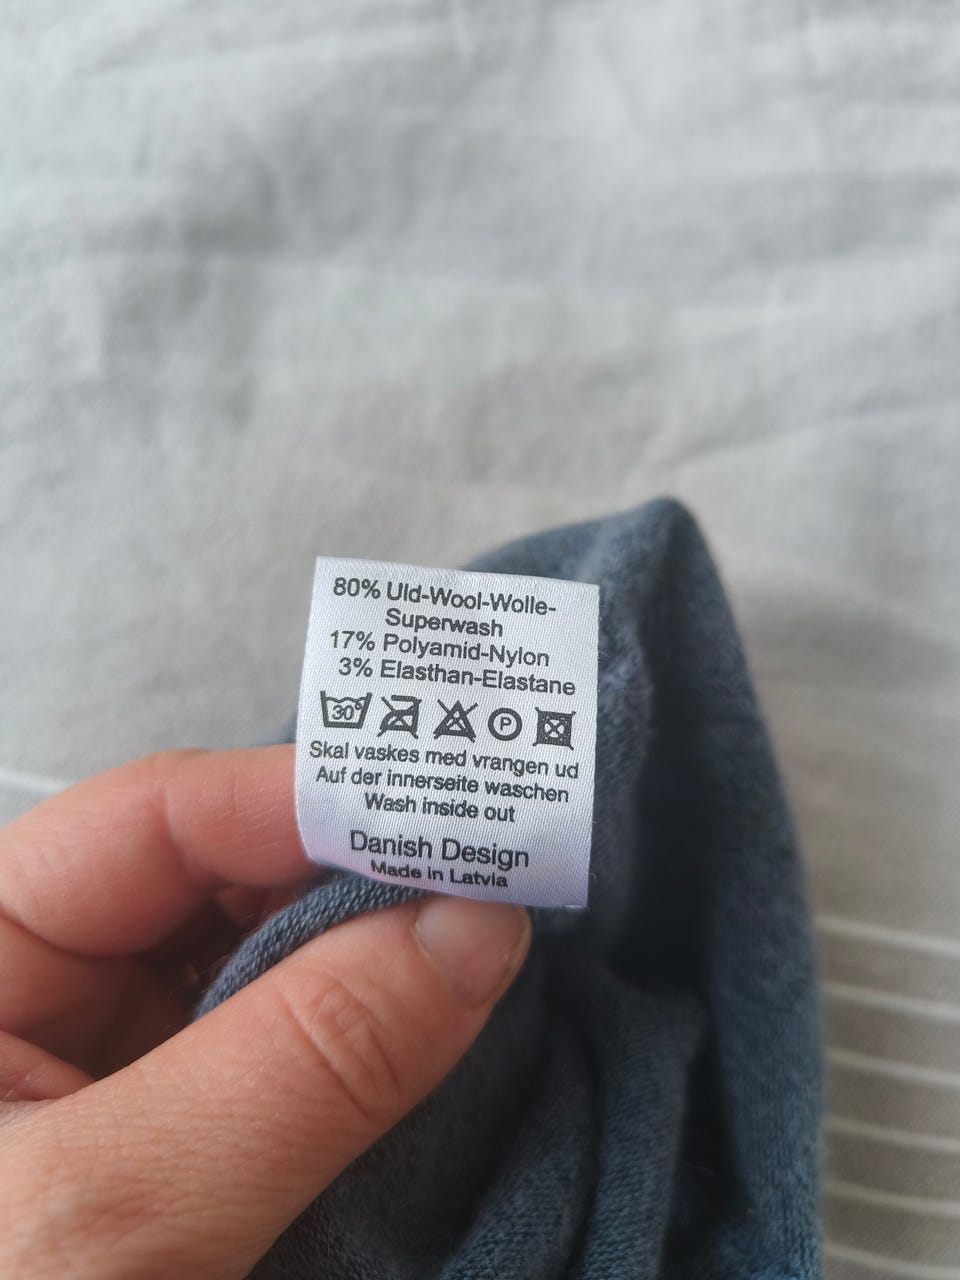 80% Uld-Wool-Wolle-
Superwash
17% Polyamid-Nylon
3% Elasthan-Elastane
30° P
Skal vaskes med vrangen ud
Auf der innerseite waschen
Wash inside out
Danish Design
Made in Latvia